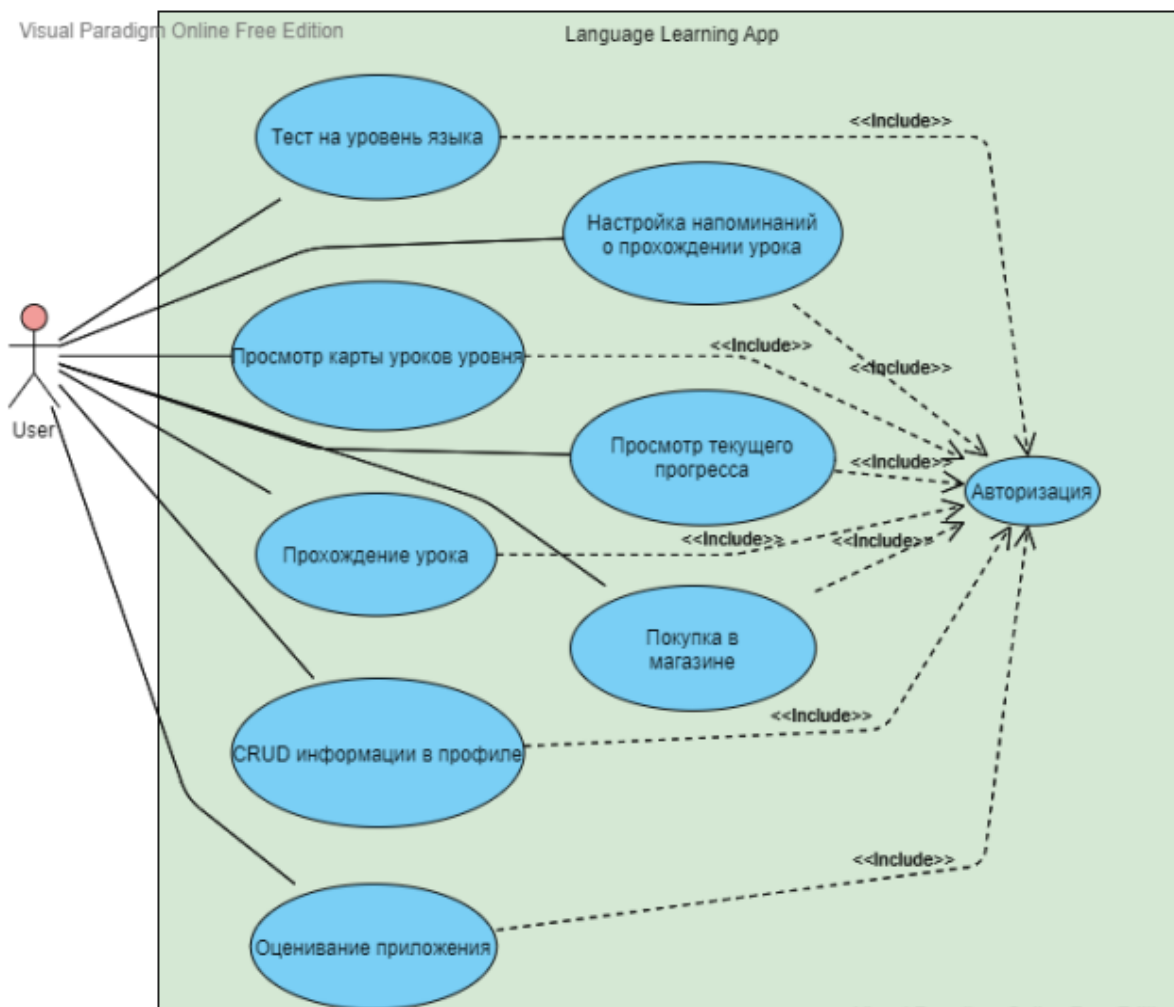 Visual Paradigm Online Free Edition
Language Learning App
Тест на уровень языка
<<Include>>
Настройка напоминаний
о прохождении урока
Просмотр карты уроков уровня
<<Include>>
<<Include>>
User
Просмотр текущего
прогресса
<<Include>>
Авторизация
Прохождение урока
<<Include>>
<<Include>>
Покупка в
магазине
<<Include>>
CRUD информации в профиле
<<Include>>
Оценивание приложения